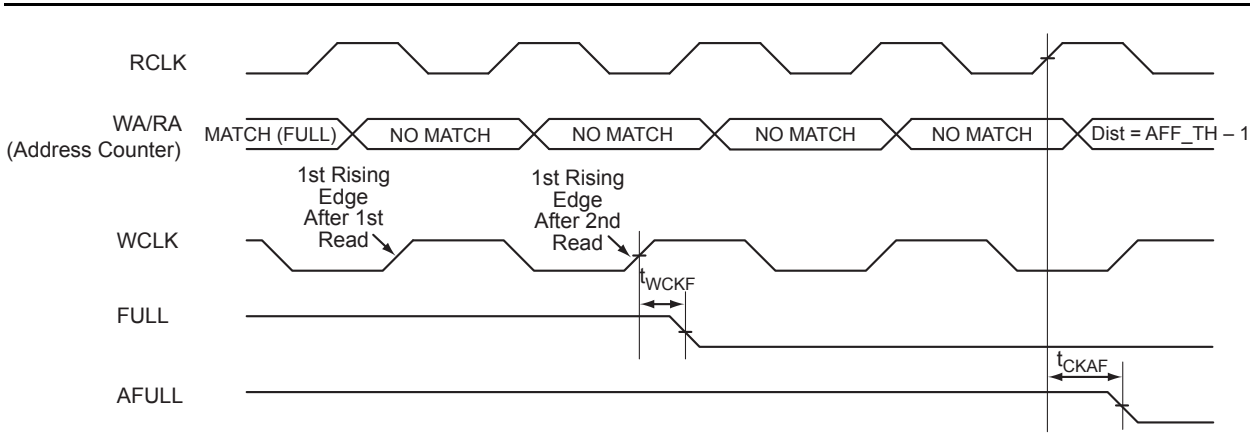 RCLK
WA/RA
(Address Counter)
MATCH (FULL)
NO MATCH
NO MATCH
NO MATCH
NO MATCH
Dist = AFF_TH – 1
1st Rising
Edge
After 1st
Read
1st Rising
Edge
After 2nd
Read
WCLK
tWCKF
FULL
tCKAF
AFULL